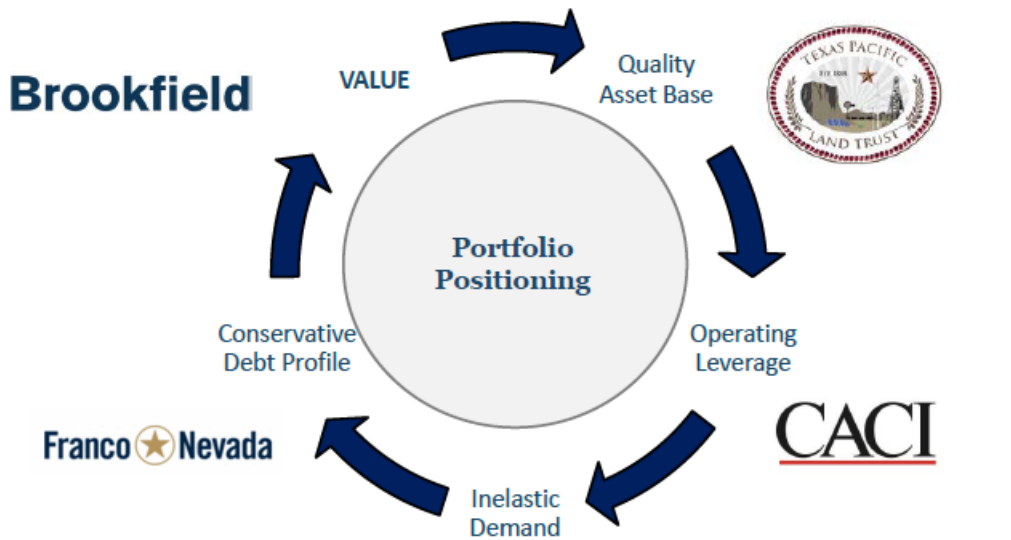 VALUE
Quality
Asset Base
Brookfield
TEXAS PACIFIC
LAND TRUST
Portfolio
Positioning
Conservative
Debt Profile
Operating
Leverage
Franco Nevada
CACI
Inelastic
Demand